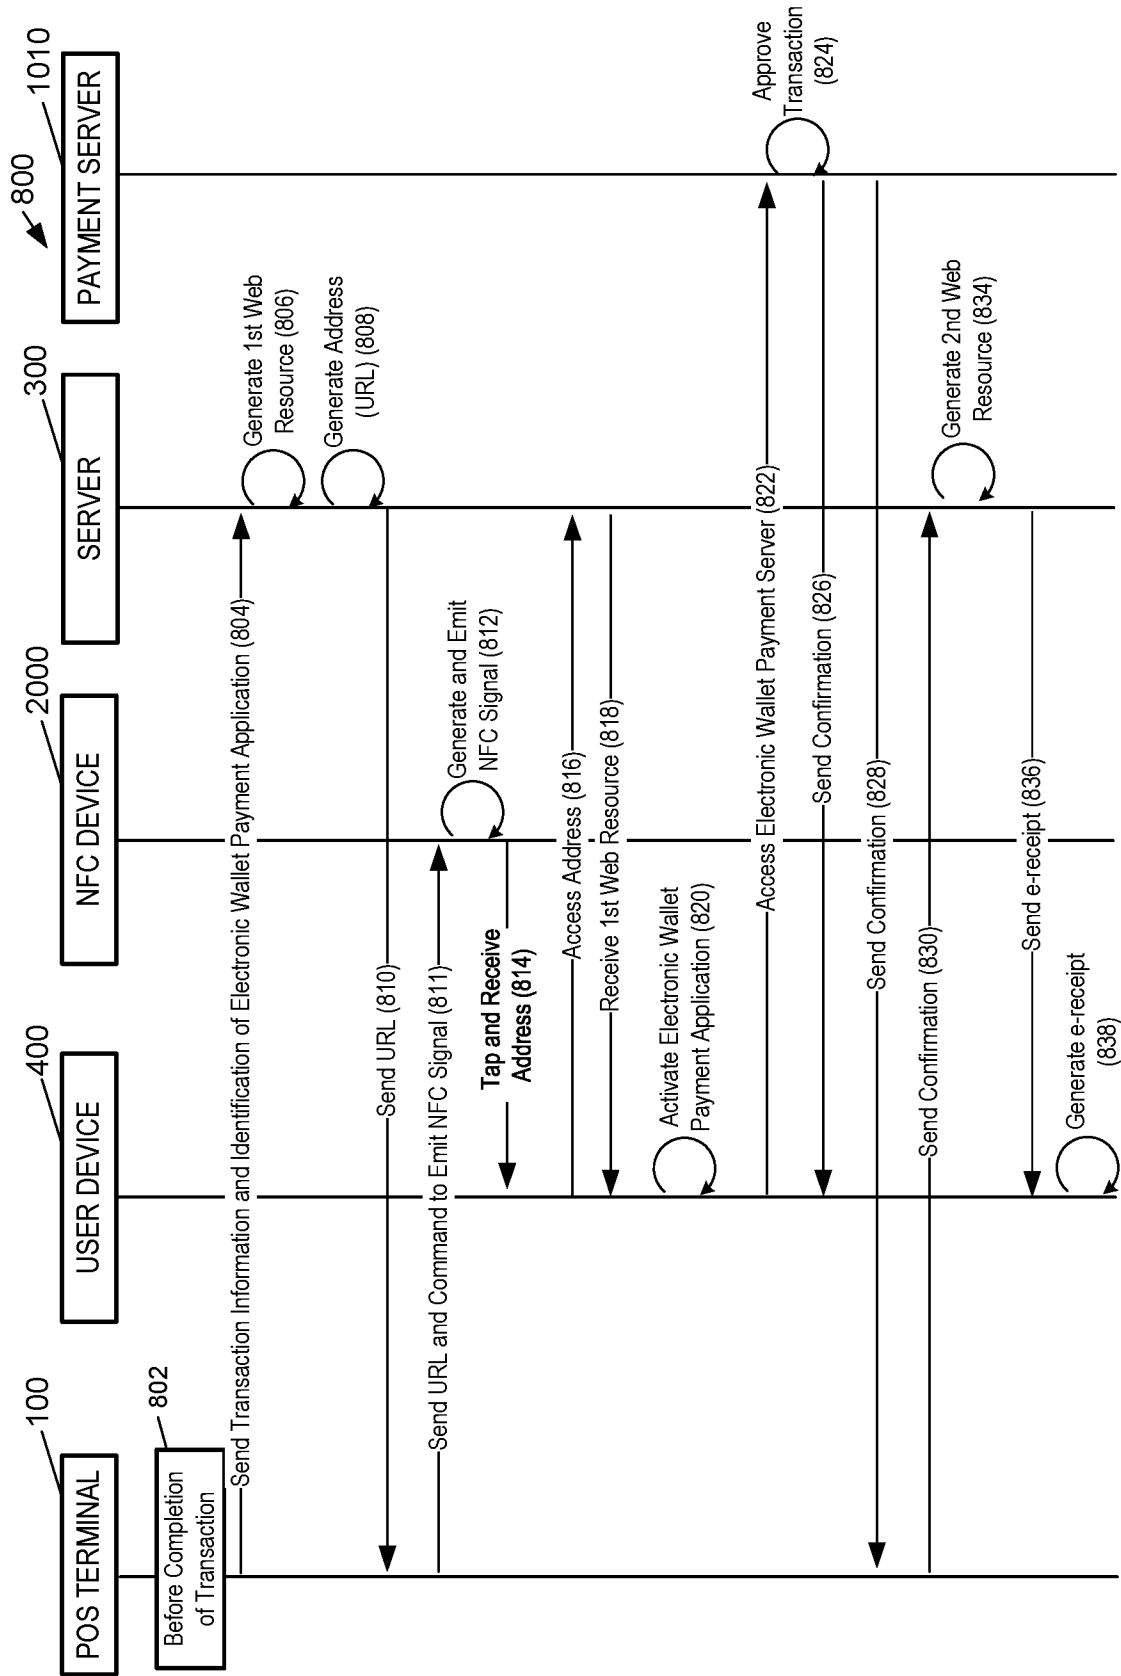 800
100
400
2000
300
1010
POS TERMINAL
USER DEVICE
NFC DEVICE
SERVER
PAYMENT SERVER
802
Before Completion
of Transaction
Send Transaction Information and Identification of Electronic Wallet Payment Application (804)
Generate 1st Web
Resource (806)
Generate Address
(URL) (808)
Send URL (810)
Send URL and Command to Emit NFC Signal (811)
Generate and Emit
NFC Signal (812)
Tap and Receive
Address (814)
Access Address (816)
Receive 1st Web Resource (818)
Activate Electronic Wallet
Payment Application (820)
Access Electronic Wallet Payment Server (822)
Approve
Transaction
(824)
Send Confirmation (826)
Send Confirmation (828)
Send Confirmation (830)
Generate 2nd Web
Resource (834)
Send e-receipt (836)
Generate e-receipt
(838)